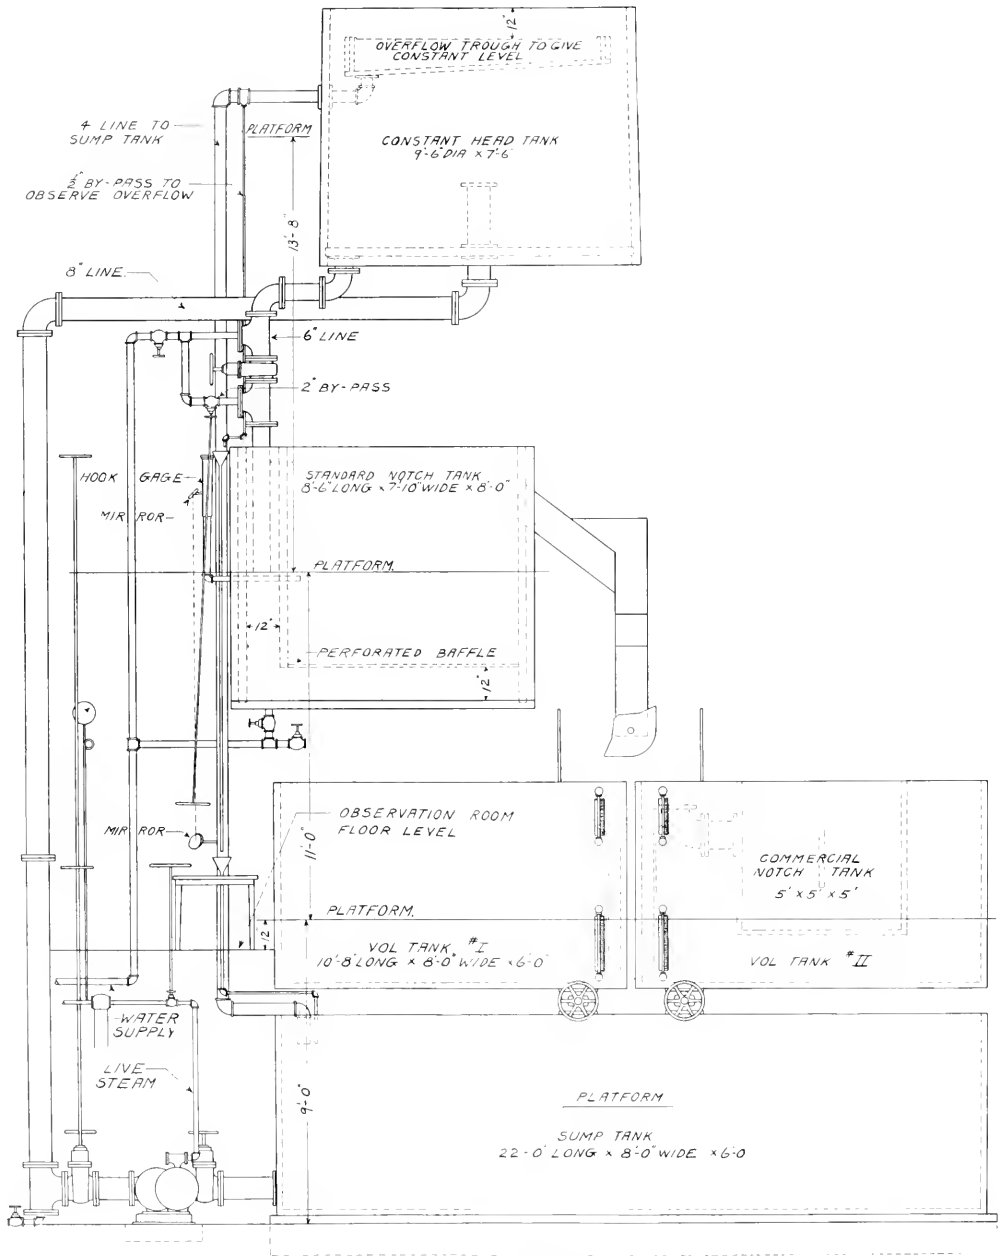 12"
OVERFLOW TROUGH TO GIVE
CONSTANT LEVEL
4 LINE TO
SUMP TANK
PLATFORM
CONSTANT HEAD TANK
9'-6" DIA × 7'-6"
1/2" BY-PASS TO
OBSERVE OVERFLOW
13'-8"
8" LINE
6" LINE
2" BY-PASS
HOOK GAGE
STANDARD NOTCH TANK
8'-6" LONG × 7'-10" WIDE × 8'-0"
MIRROR
PLATFORM.
12"
PERFORATED BAFFLE
12"
MIRROR
OBSERVATION ROOM
FLOOR LEVEL
11'-0"
COMMERCIAL
NOTCH TANK
5' × 5' × 5'
PLATFORM.
12"
VOL TANK #I
10'-8" LONG × 8'-0" WIDE × 6'-0
VOL TANK #II
WATER
SUPPLY
LIVE
STEAM
9'-0"
PLATFORM
SUMP TANK
22'-0" LONG × 8'-0" WIDE × 6'-0